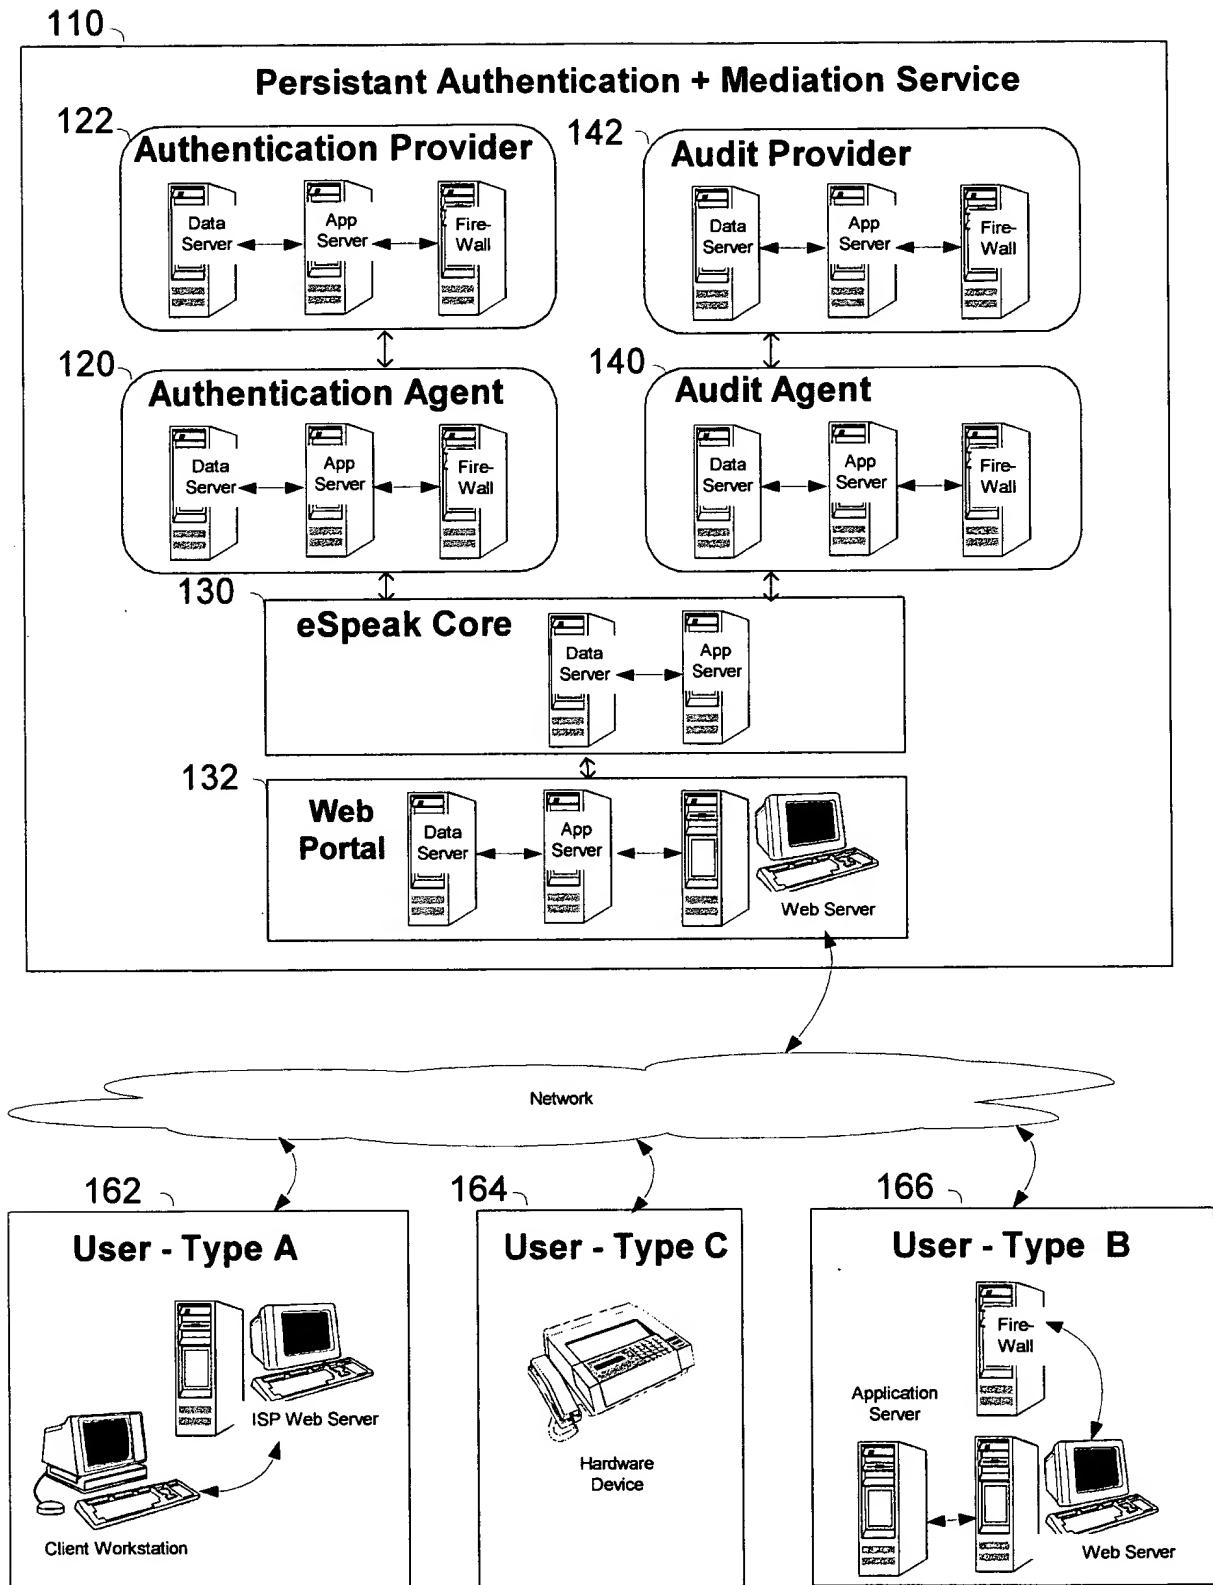 110
Persistant Authentication + Mediation Service
122
Authentication Provider
Data
Server
App
Server
Fire-
Wall
142
Audit Provider
Data
Server
App
Server
Fire-
Wall
120
Authentication Agent
Data
Server
App
Server
Fire-
Wall
140
Audit Agent
Data
Server
App
Server
Fire-
Wall
130
eSpeak Core
Data
Server
App
Server
132
Web
Portal
Data
Server
App
Server
Web Server
Network
162
User - Type A
ISP Web Server
Client Workstation
164
User - Type C
Hardware
Device
166
User - Type B
Fire-
Wall
Application
Server
Web Server